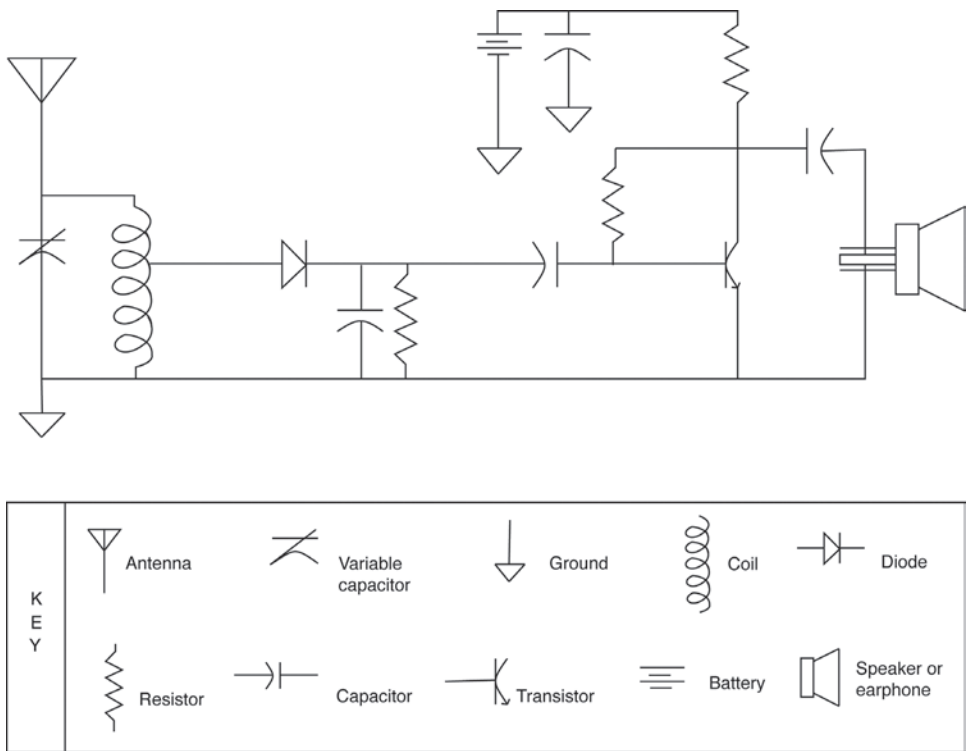 K
E
Y
Antenna
Variable
capacitor
Ground
Coil
Diode
Resistor
Capacitor
Transistor
Battery
Speaker or
earphone